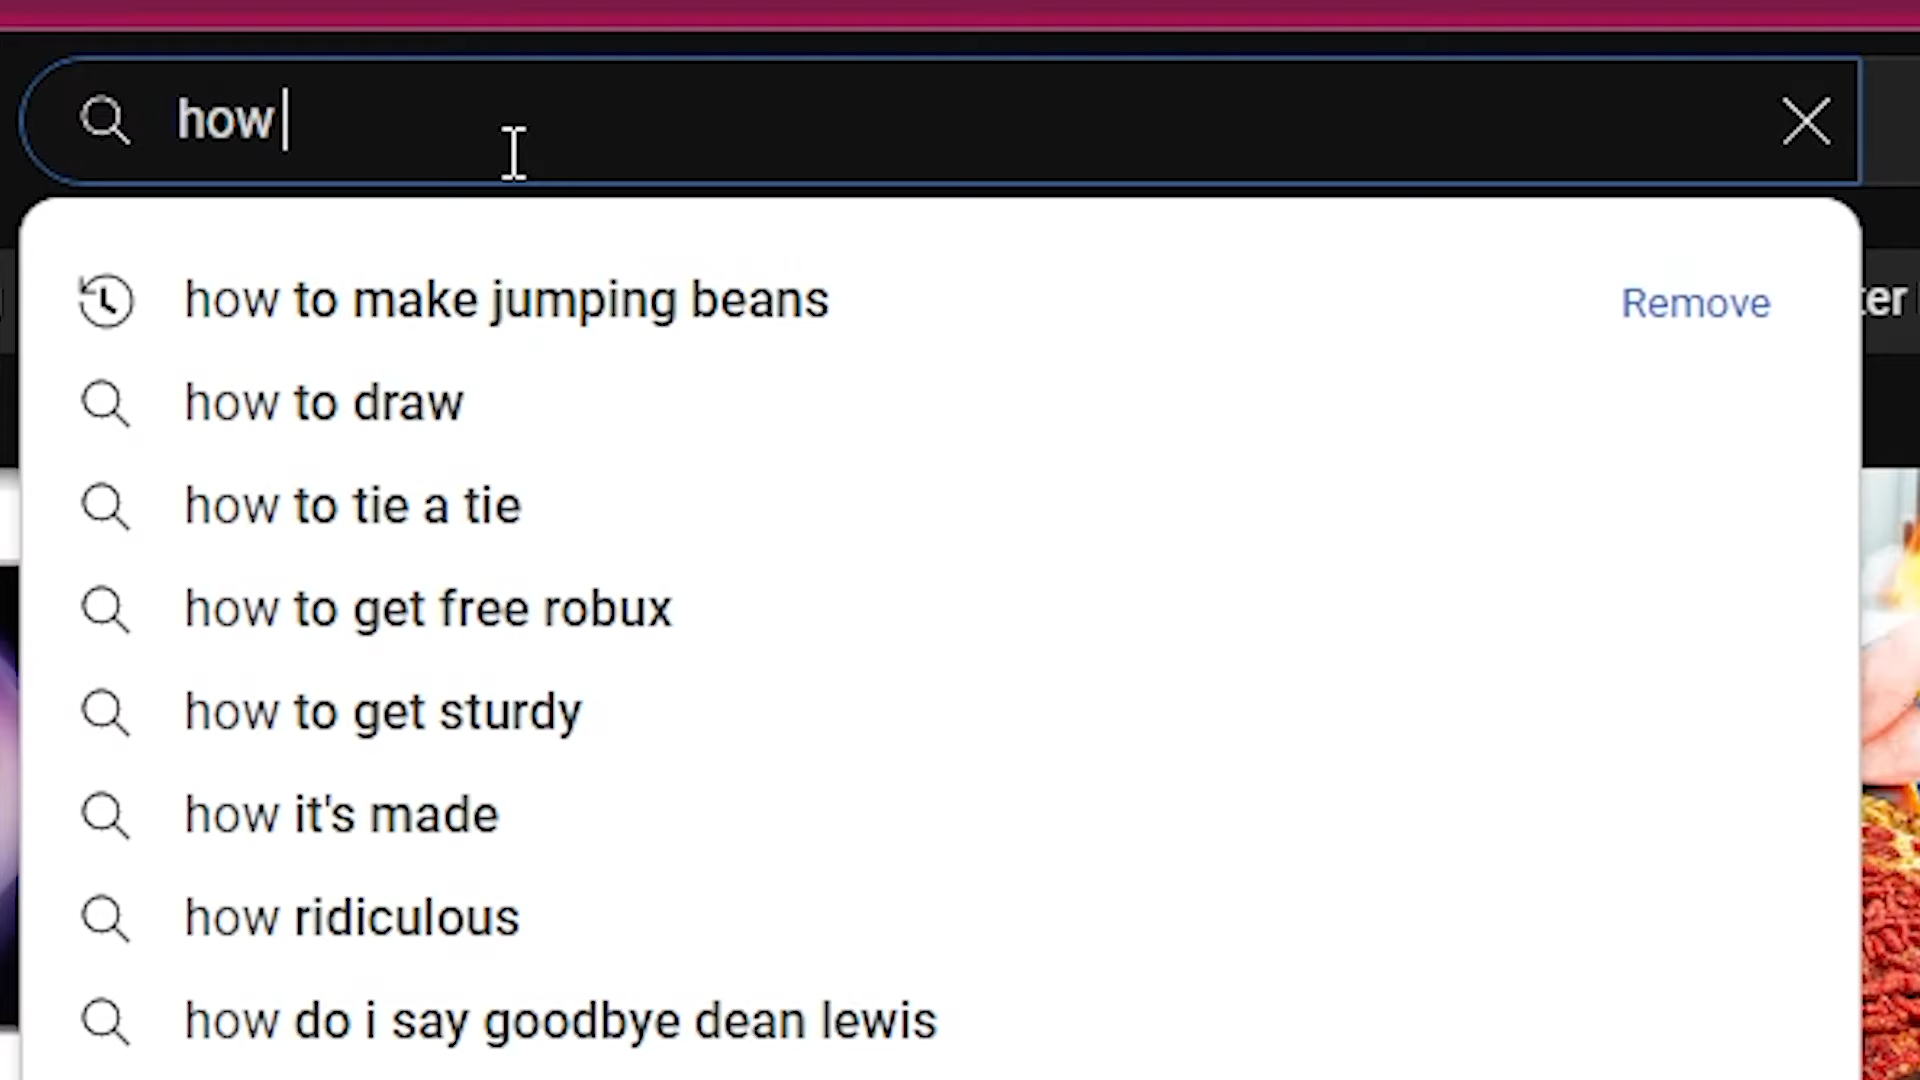 how
how to make jumping beans
Remove
ter
how to draw
how to tie a tie
how to get free robux
how to get sturdy
how it's made
how ridiculous
how do i say goodbye dean lewis